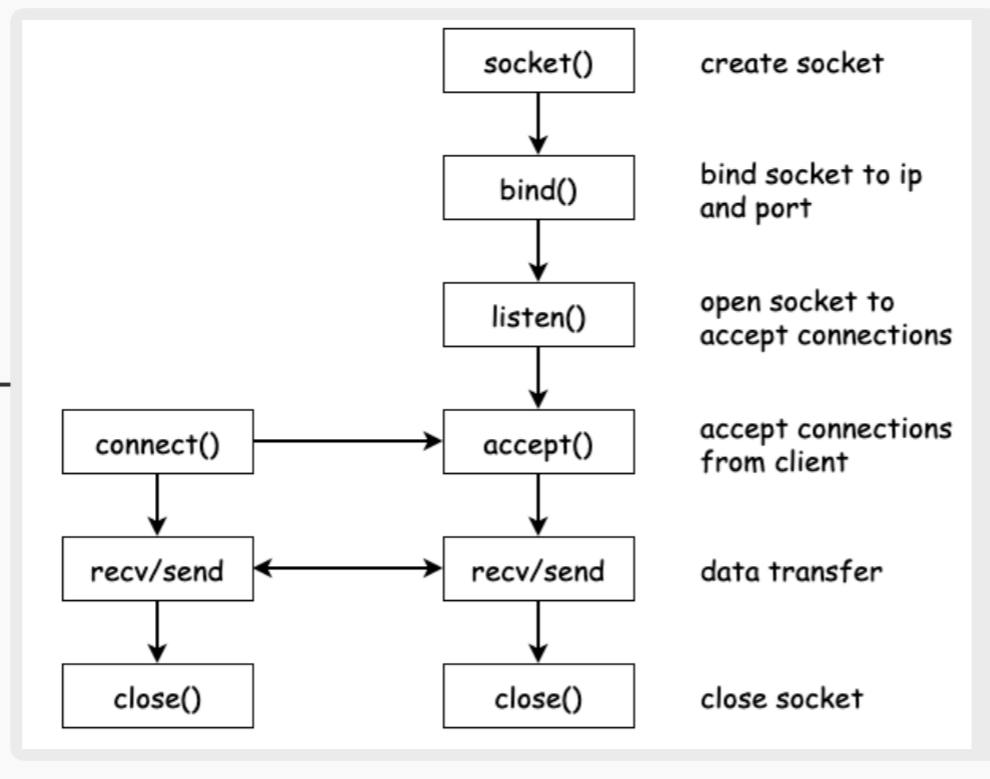 socket()
create socket
bind()
bind socket to ip
and port
listen()
open socket to
accept connections
connect()
accept()
accept connections
from client
recv/send
recv/send
data transfer
close()
close()
close socket